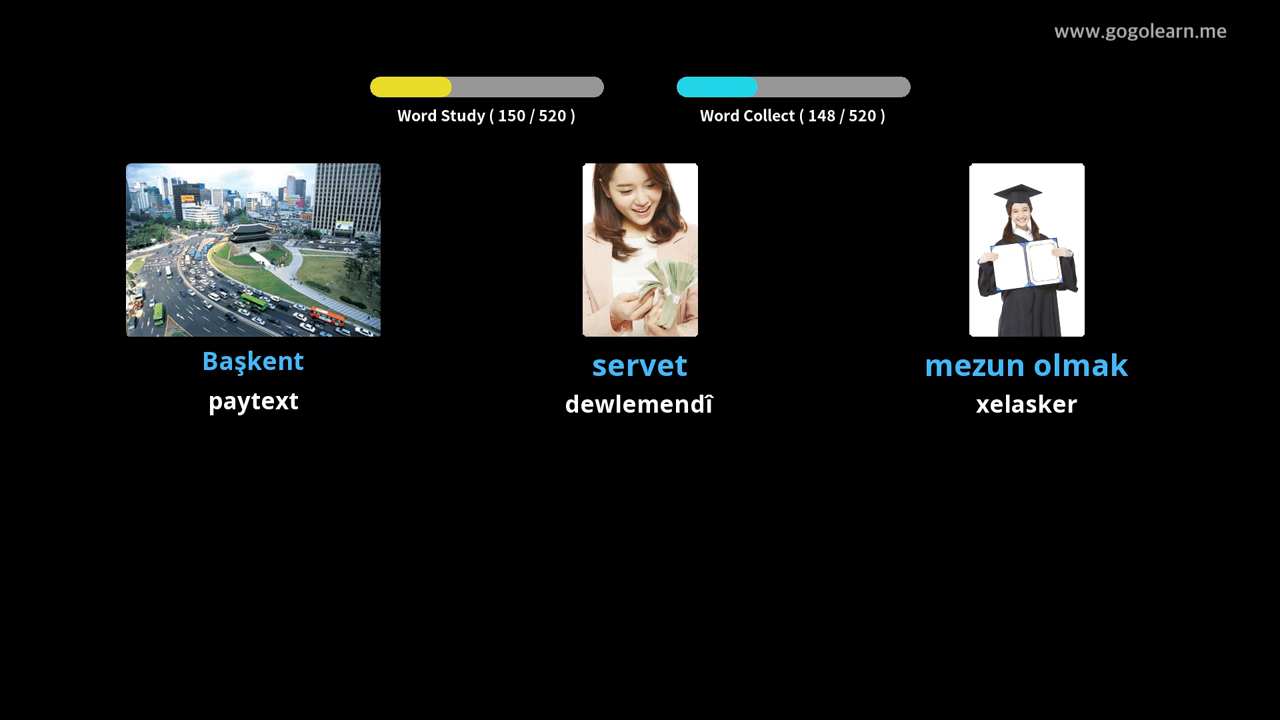 www.gogolearn.me
Word Study ( 150 / 520 )
Word Collect ( 148 / 520 )
Başkent
servet
mezun olmak
paytext
dewlemendî
xelasker